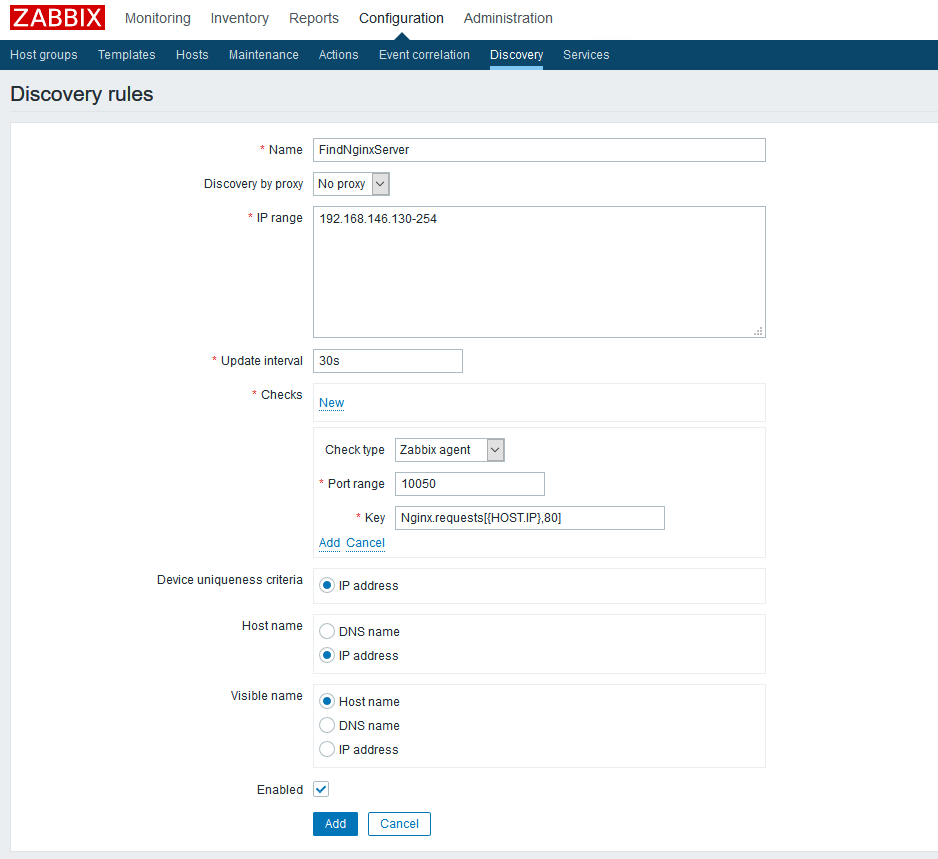 ZABBIX Monitoring Inventory Reports Configuration Administration
Host groups Templates Hosts Maintenance Actions Event correlation Discovery Services
Discovery rules
* Name FindNginxServer
Discovery by proxy No proxy
* IP range 192.168.146.130-254
* Update interval 30s
* Checks
New
Check type Zabbix agent
* Port range 10050
* Key Nginx.requests[{HOST.IP},80]
Add Cancel
Device uniqueness criteria IP address
Host name DNS name
IP address
Visible name Host name
DNS name
IP address
Enabled
Add Cancel